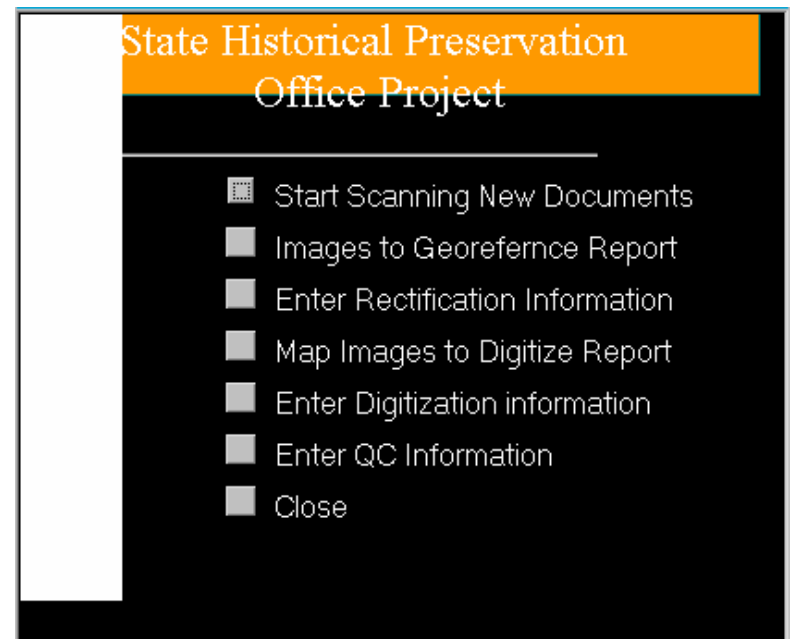 State Historical Preservation
Office Project
Start Scanning New Documents
Images to Georefernce Report
Enter Rectification Information
Map Images to Digitize Report
Enter Digitization information
Enter QC Information
Close